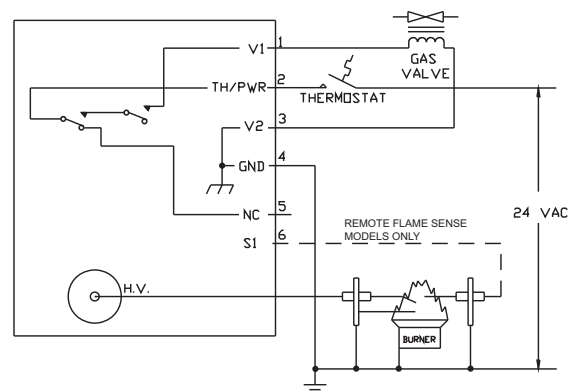 V1 1
GAS
VALVE
TH/PWR 2
THERMOSTAT
V2 3
GND 4
24 VAC
NC 5
REMOTE FLAME SENSE
MODELS ONLY
S1 6
H.V.
BURNER